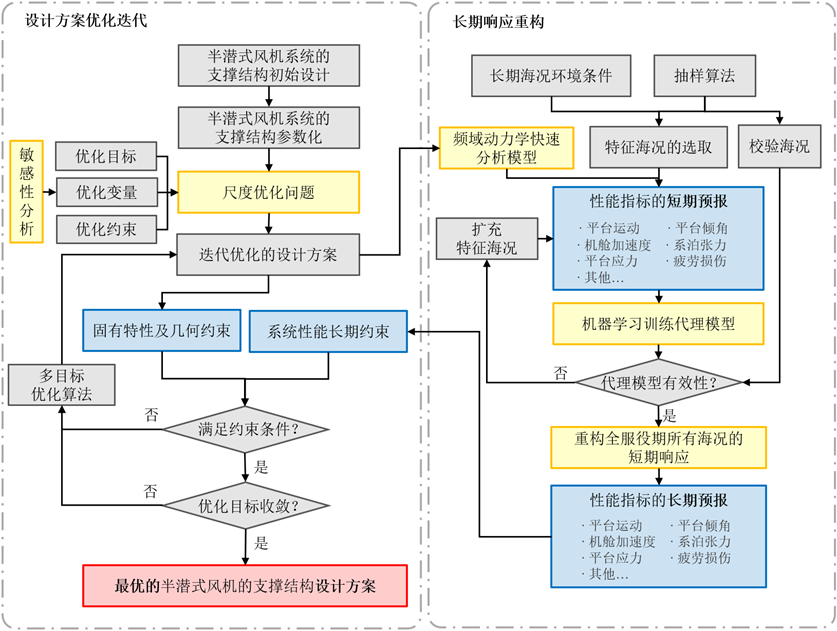 设计方案优化迭代
半潜式风机系统的
支撑结构初始设计
半潜式风机系统的
支撑结构参数化
敏感性分析
优化目标
优化变量
优化约束
尺度优化问题
迭代优化的设计方案
固有特性及几何约束
系统性能长期约束
多目标
优化算法
否
满足约束条件？
是
否
优化目标收敛？
是
最优的半潜式风机的支撑结构设计方案
长期响应重构
长期海况环境条件
抽样算法
频域动力学快速
分析模型
特征海况的选取
校验海况
扩充
特征海况
性能指标的短期预报
· 平台运动
· 平台倾角
· 机舱加速度
· 系泊张力
· 平台应力
· 疲劳损伤
· 其他…
机器学习训练代理模型
否
代理模型有效性？
是
重构全服役期所有海况的
短期响应
性能指标的长期预报
· 平台运动
· 平台倾角
· 机舱加速度
· 系泊张力
· 平台应力
· 疲劳损伤
· 其他…